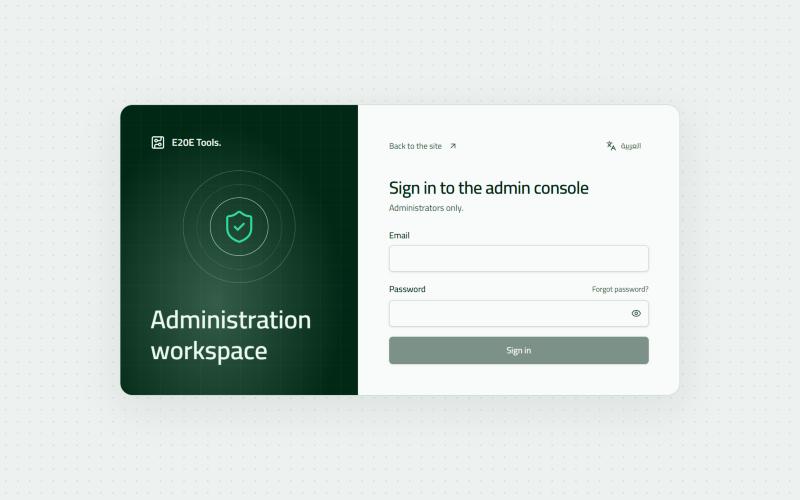 E20E Tools.
Administration
workspace
Back to the site
العربية
Sign in to the admin console
Administrators only.
Email
Password
Forgot password?
Sign in